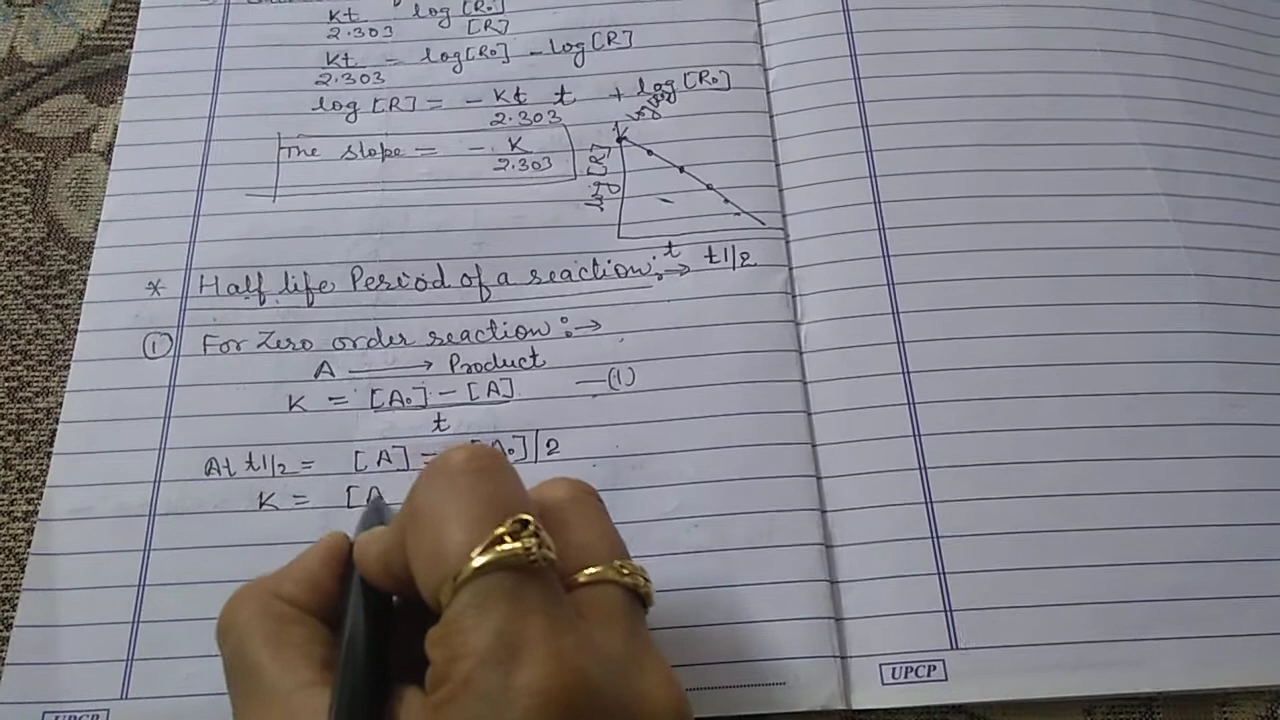 Kt log [R₀]
2.303 [R]
Kt = log[R₀] - log[R]
2.303
log [R] = - Kt t + log [R₀]
2.303
The slope = - K
2.303
log [R]
t
* Half life Period of a reaction :→ t1/2
① For Zero order reaction :→
A ⟶ Product
K = [A₀] - [A] —(1)
t
At t1/2 = [A] = [A₀]/2
K = [A
UPCP
UPCP